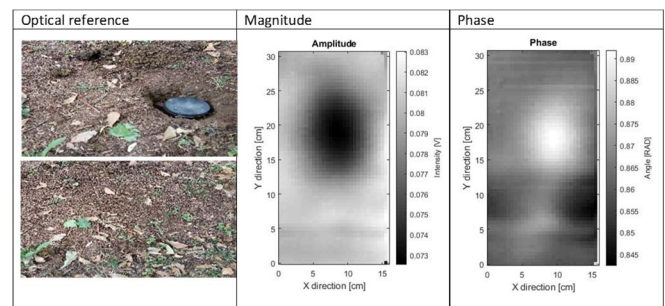 Optical reference
Magnitude
Phase
Amplitude
30
25
20
15
10
5
0
0 5 10 15
Y direction [cm]
X direction [cm]
0.083
0.082
0.081
0.08
0.079
0.078
0.077
0.076
0.075
0.074
0.073
Intensity [V]
Phase
30
25
20
15
10
5
0
0 5 10 15
Y direction [cm]
X direction [cm]
0.89
0.885
0.88
0.875
0.87
0.865
0.86
0.855
0.85
0.845
Angle [RAD]